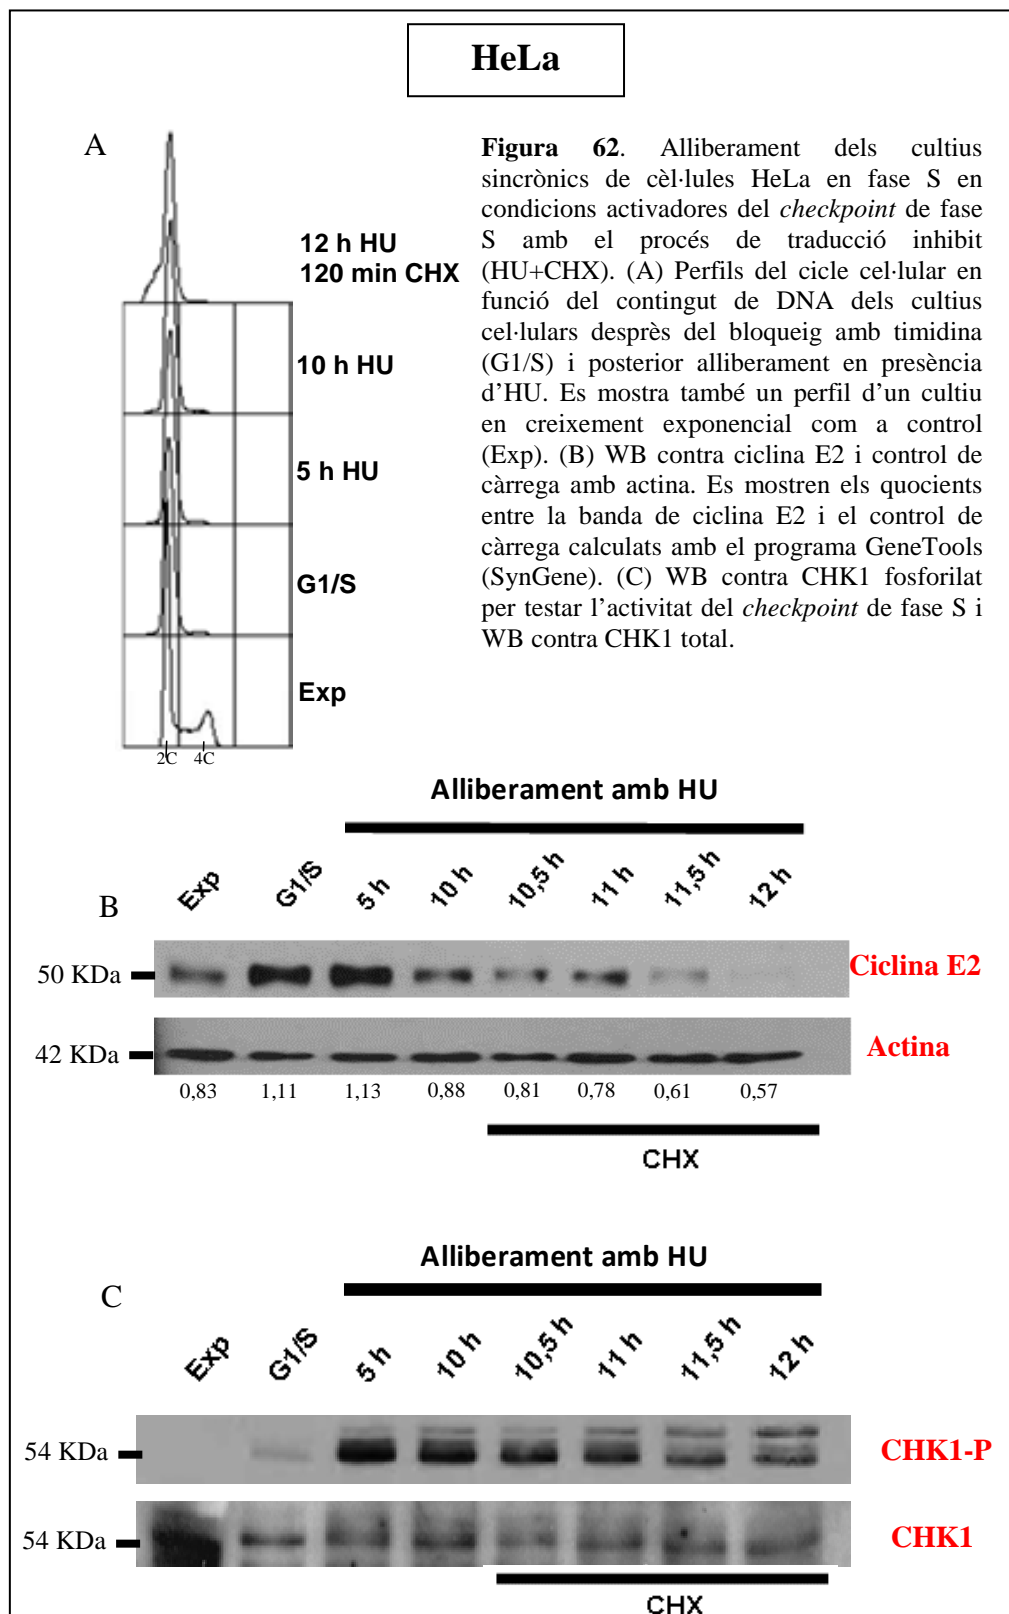 HeLa
A
Figura 62. Alliberament dels cultius
sincrònics de cèl·lules HeLa en fase S en
condicions activadores del checkpoint de fase
S amb el procés de traducció inhibit
(HU+CHX). (A) Perfils del cicle cel·lular en
funció del contingut de DNA dels cultius
cel·lulars desprès del bloqueig amb timidina
(G1/S) i posterior alliberament en presència
d’HU. Es mostra també un perfil d’un cultiu
en creixement exponencial com a control
(Exp). (B) WB contra ciclina E2 i control de
càrrega amb actina. Es mostren els quocients
entre la banda de ciclina E2 i el control de
càrrega calculats amb el programa GeneTools
(SynGene). (C) WB contra CHK1 fosforilat
per testar l’activitat del checkpoint de fase S i
WB contra CHK1 total.
12 h HU
120 min CHX
10 h HU
5 h HU
G1/S
Exp
2C 4C
Alliberament amb HU
Exp G1/S 5 h 10 h 10,5 h 11 h 11,5 h 12 h
B
50 KDa Ciclina E2
42 KDa Actina
0,83 1,11 1,13 0,88 0,81 0,78 0,61 0,57
CHX
Alliberament amb HU
C
Exp G1/S 5 h 10 h 10,5 h 11 h 11,5 h 12 h
54 KDa CHK1-P
54 KDa CHK1
CHX